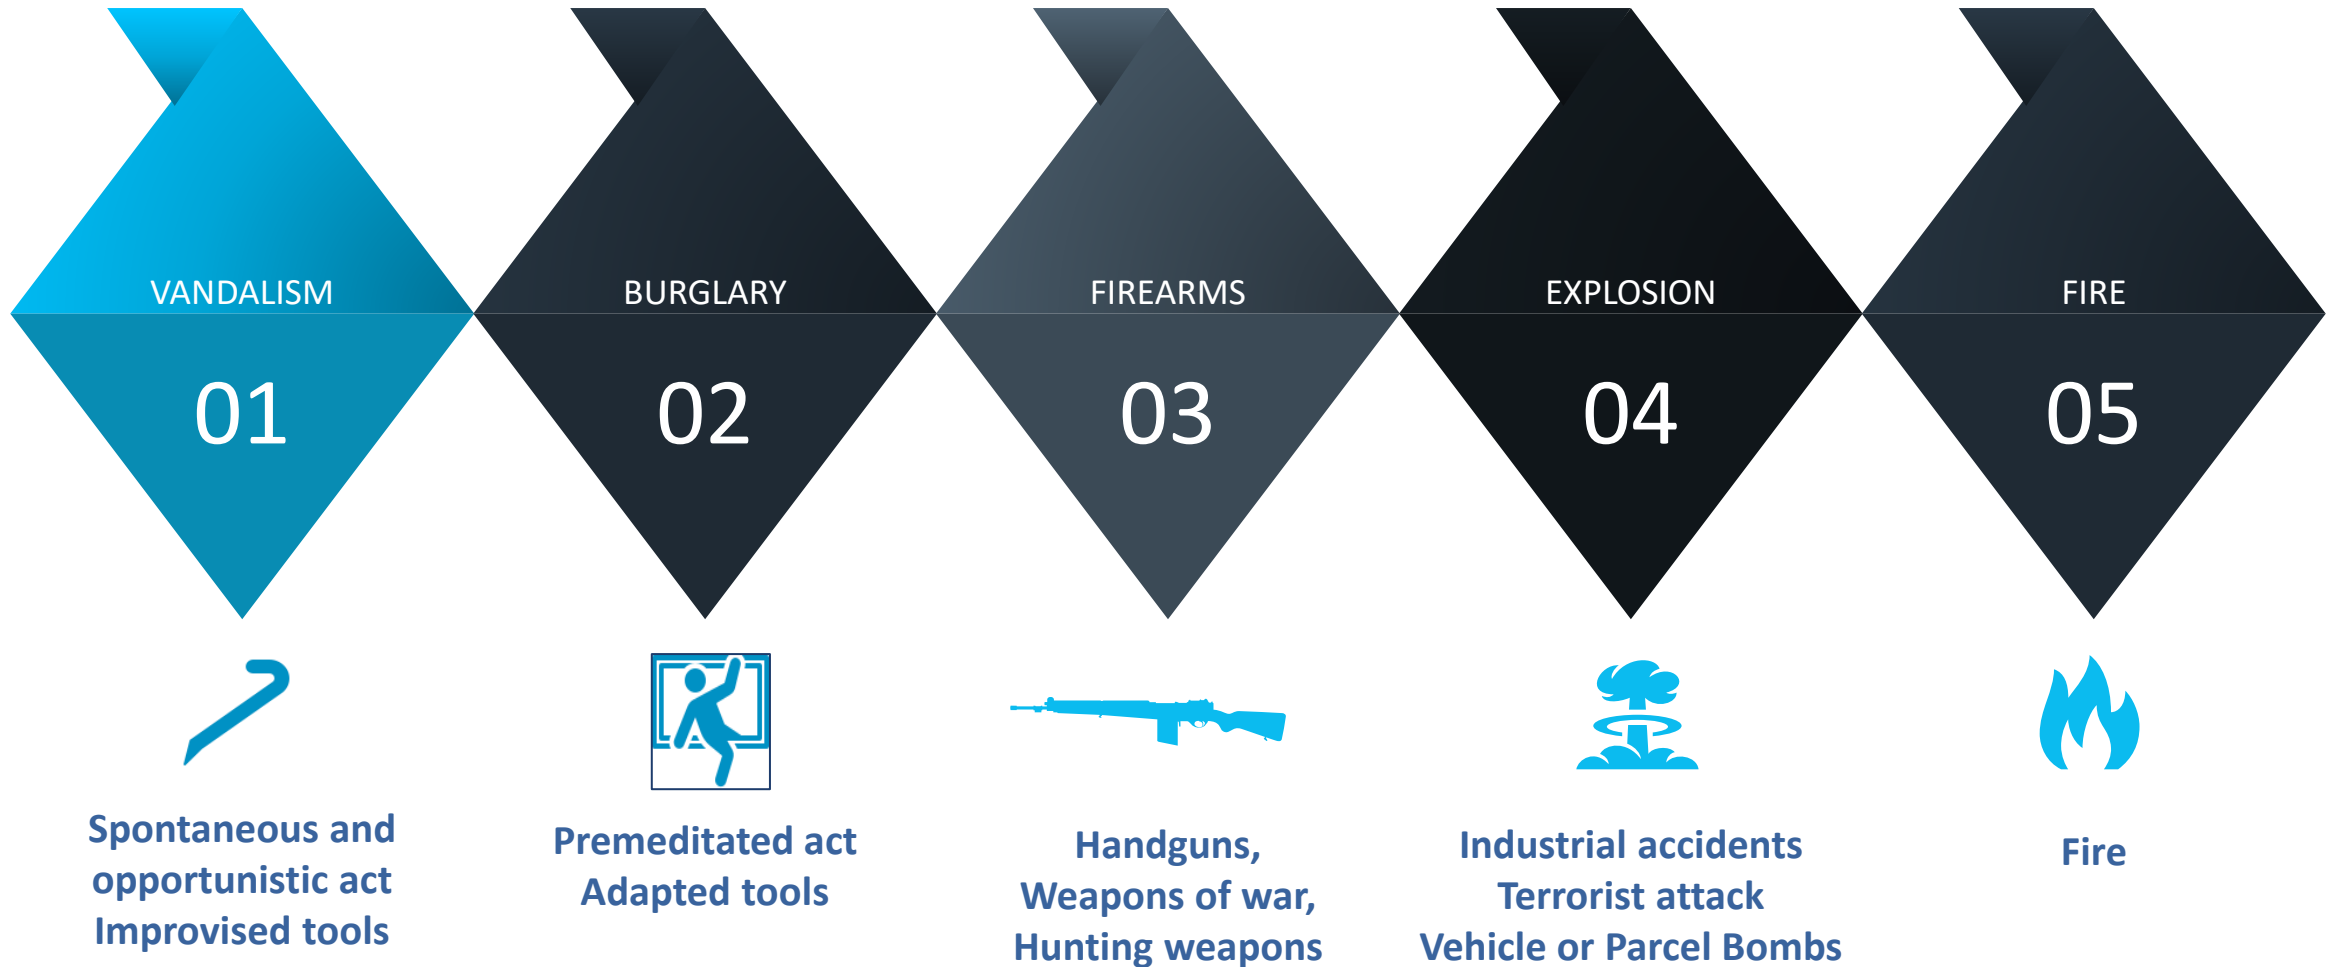 VANDALISM
01
Spontaneous and
opportunistic act
Improvised tools
BURGLARY
02
Premeditated act
Adapted tools
FIREARMS
03
Handguns,
Weapons of war,
Hunting weapons
EXPLOSION
04
Industrial accidents
Terrorist attack
Vehicle or Parcel Bombs
FIRE
05
Fire